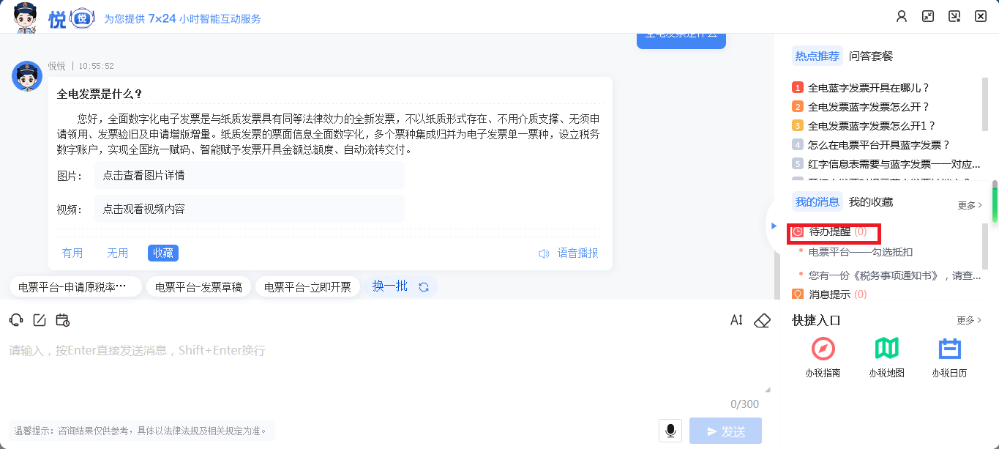 悦 悦 为您提供 7×24 小时智能互动服务
全电发票是什么
悦悦 | 10:55:52
全电发票是什么？
您好，全面数字化电子发票是与纸质发票具有同等法律效力的全新发票，不以纸质形式存在、不用介质支撑、无须申
请领用、发票验旧及申请增版增量。纸质发票的票面信息全面数字化，多个票种集成归并为电子发票单一票种，设立税务
数字账户，实现全国统一赋码、智能赋予发票开具金额总额度、自动流转交付。
图片： 点击查看图片详情
视频： 点击观看视频内容
有用 无用 收藏 语音播报
电票平台-申请原税率… 电票平台-发票草稿 电票平台-立即开票 换一批
请输入，按Enter直接发送消息，Shift+Enter换行
0/300
温馨提示：咨询结果仅供参考，具体以法律法规及相关规定为准。
发送
热点推荐 问答套餐
1 全电蓝字发票开具在哪儿？
2 全电发票蓝字发票怎么开？
3 全电发票蓝字发票怎么开1？
4 怎么在电票平台开具蓝字发票？
5 红字信息表需要与蓝字发票一一对应...
我的消息 我的收藏 更多
待办提醒 (0)
电票平台——勾选抵扣
您有一份《税务事项通知书》，请查...
消息提示 (0)
快捷入口 更多
办税指南 办税地图 办税日历